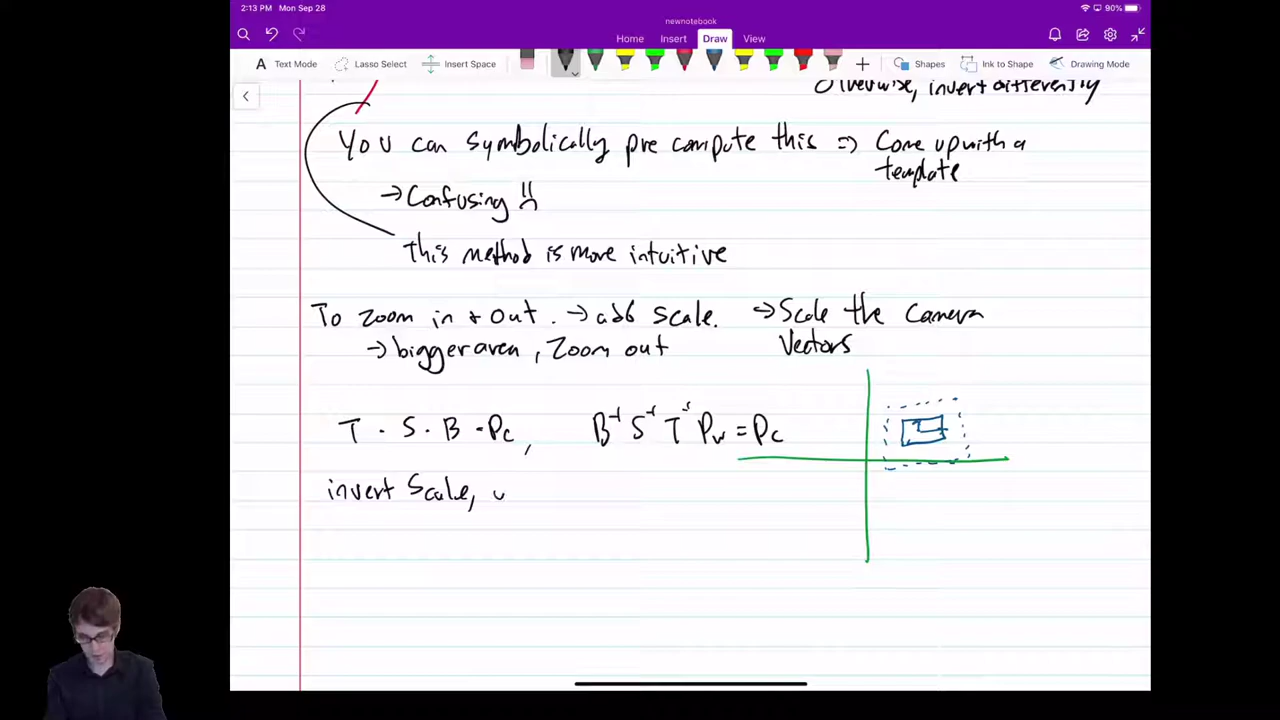 2:13 PM Mon Sep 28
90%
newnotebook
Home Insert Draw View
Text Mode Lasso Select Insert Space Shapes Ink to Shape Drawing Mode
Otherwise, invert differently
You can symbolically pre compute this => Come up with a
template
→ Confusing
this method is more intuitive
To zoom in + out. → add scale. → Scale the camera
Vectors
→ bigger area, Zoom out
T · S · B · Pc, B⁻¹ S⁻¹ T⁻¹ Pw = Pc
invert Scale,